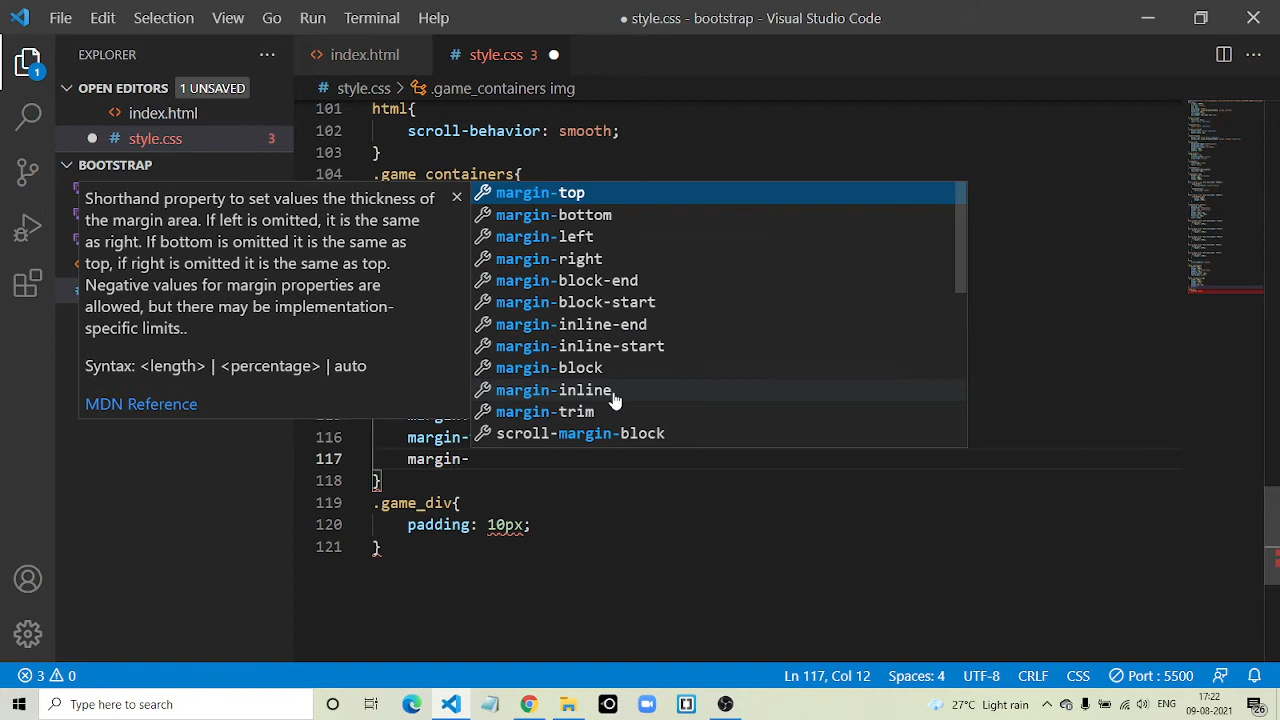 File Edit Selection View Go Run Terminal Help ● style.css - bootstrap - Visual Studio Code
EXPLORER ··· index.html # style.css 3 ●
OPEN EDITORS 1 UNSAVED # style.css > .game_containers img
index.html
● # style.css 3
BOOTSTRAP
101 html{
102 scroll-behavior: smooth;
103 }
104 .game_containers{
Shorthand property to set values the thickness of
the margin area. If left is omitted, it is the same
as right. If bottom is omitted it is the same as
top, if right is omitted it is the same as top.
Negative values for margin properties are
allowed, but there may be implementation-
specific limits..
Syntax: <length> | <percentage> | auto
MDN Reference
margin-top
margin-bottom
margin-left
margin-right
margin-block-end
margin-block-start
margin-inline-end
margin-inline-start
margin-block
margin-inline
margin-trim
scroll-margin-block
116 margin-
117 margin-
118 }
119 .game_div{
120 padding: 10px;
121 }
1
3 0 Ln 117, Col 12 Spaces: 4 UTF-8 CRLF CSS Port : 5500
Type here to search 27°C Light rain ENG 17:22
09-08-2021